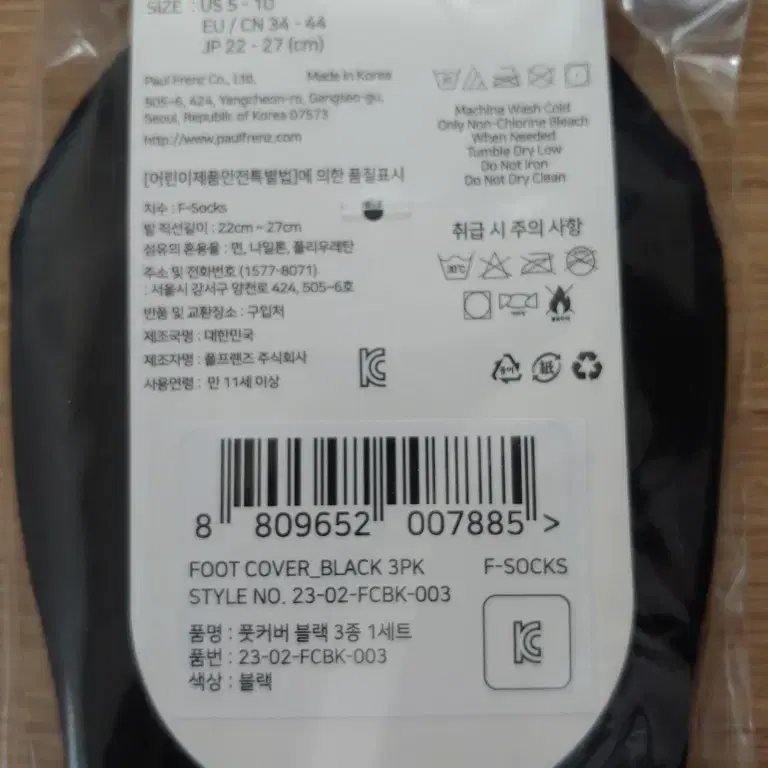 SIZE : US 5 - 10
EU / CN 34 - 44
JP 22 - 27 (cm)
Paul Frenz Co., Ltd. Made In Korea
505-6, 424, Yangcheon-ro, Gangseo-gu,
Seoul, Republic of Korea 07573
http://www.paulfrenz.com
Machine Wash Cold
Only Non-Chlorine Bleach
When Needed
Tumble Dry Low
Do Not Iron
Do Not Dry Clean
[어린이제품안전특별법]에 의한 품질표시
치수 : F-Socks
발 직선길이 : 22cm ~ 27cm
섬유의 혼용율 : 면, 나일론, 폴리우레탄
주소 및 전화번호 (1577-8071)
: 서울시 강서구 양천로 424, 505-6호
반품 및 교환장소 : 구입처
제조국명 : 대한민국
제조자명 : 폴프랜즈 주식회사
사용연령 : 만 11세 이상
취급 시 주의 사항
30℃
紙
8 809652 007885 >
FOOT COVER_BLACK 3PK F-SOCKS
STYLE NO. 23-02-FCBK-003
품명 : 풋커버 블랙 3종 1세트
품번 : 23-02-FCBK-003
색상 : 블랙